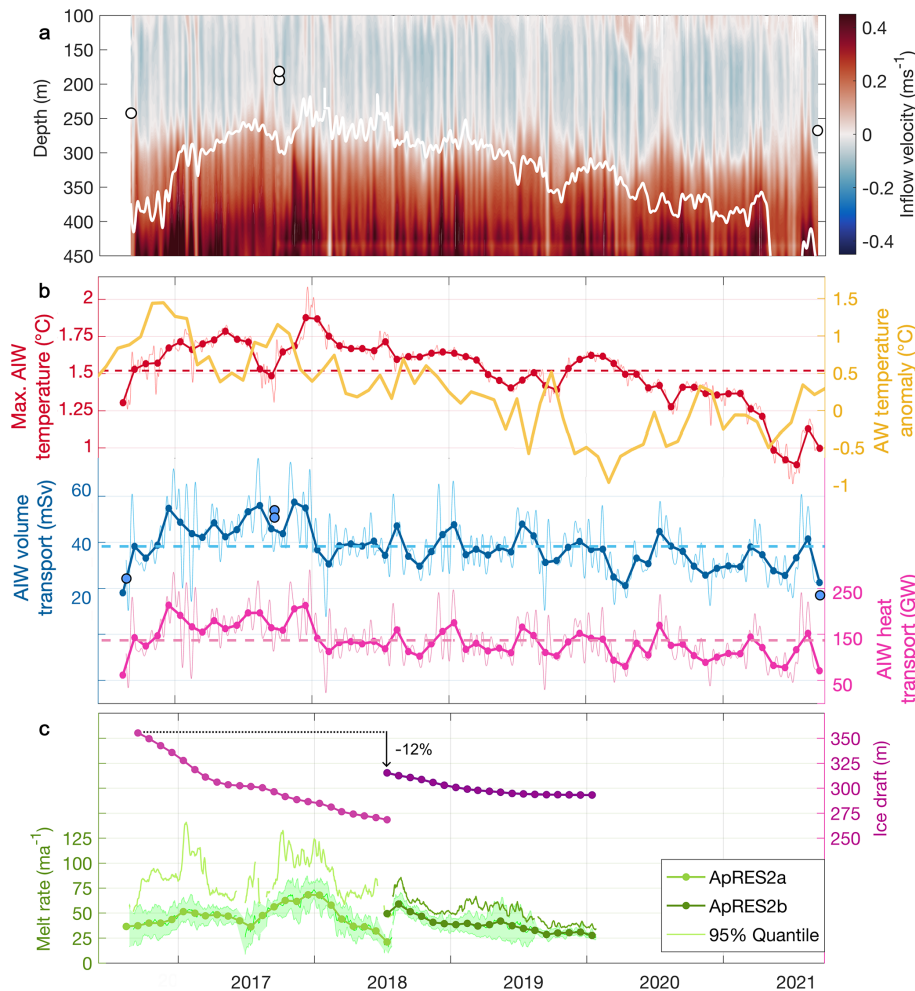 a
Depth (m)
100
150
200
250
300
350
400
450
0.4
0.2
0
-0.2
-0.4
Inflow velocity (ms⁻¹)
b
Max. AIW
temperature (°C)
2
1.75
1.5
1.25
1
1.5
1
0.5
0
-0.5
-1
AW temperature
anomaly (°C)
AIW volume
transport (mSv)
60
40
20
250
150
50
AIW heat
transport (GW)
c
-12%
350
325
300
275
250
Ice draft (m)
Melt rate (ma⁻¹)
125
100
75
50
25
0
ApRES2a
ApRES2b
95% Quantile
2017
2018
2019
2020
2021